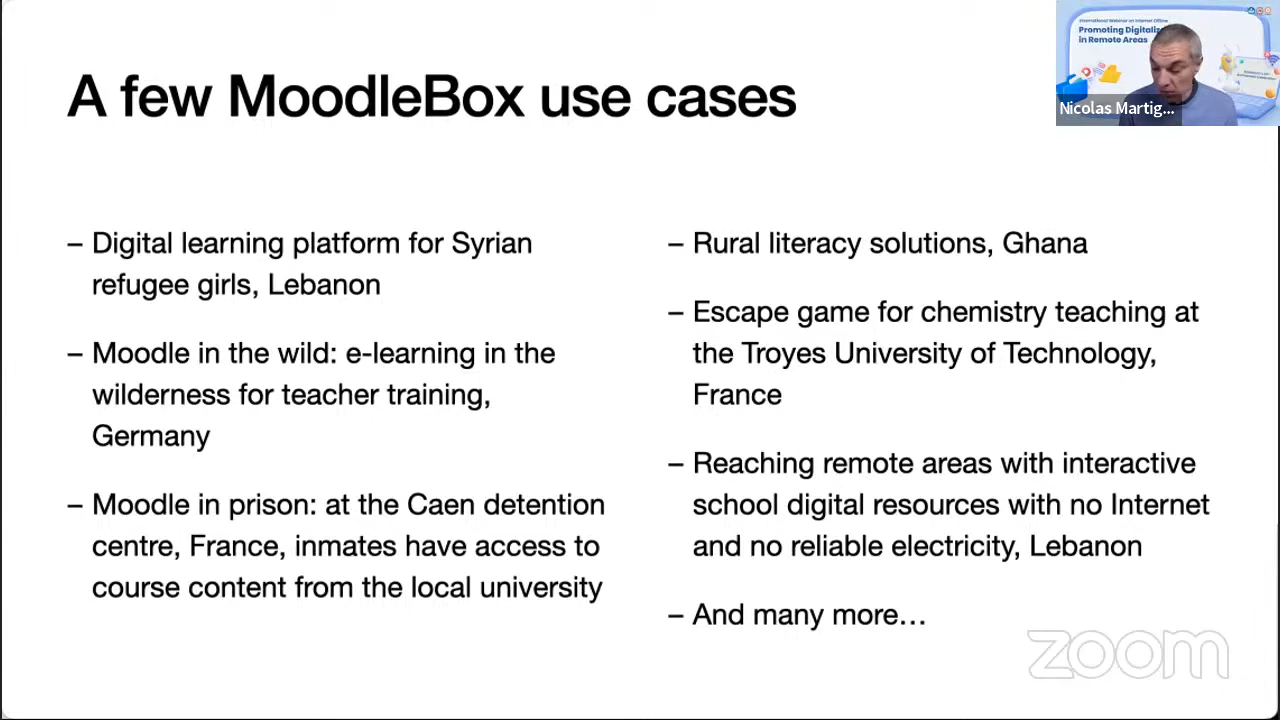 A few MoodleBox use cases
– Digital learning platform for Syrian
refugee girls, Lebanon
– Moodle in the wild: e-learning in the
wilderness for teacher training,
Germany
– Moodle in prison: at the Caen detention
centre, France, inmates have access to
course content from the local university
– Rural literacy solutions, Ghana
– Escape game for chemistry teaching at
the Troyes University of Technology,
France
– Reaching remote areas with interactive
school digital resources with no Internet
and no reliable electricity, Lebanon
– And many more…
International Webinar on Internet Offline
Promoting
in Remote Areas
Nicolas Martig...
zoom